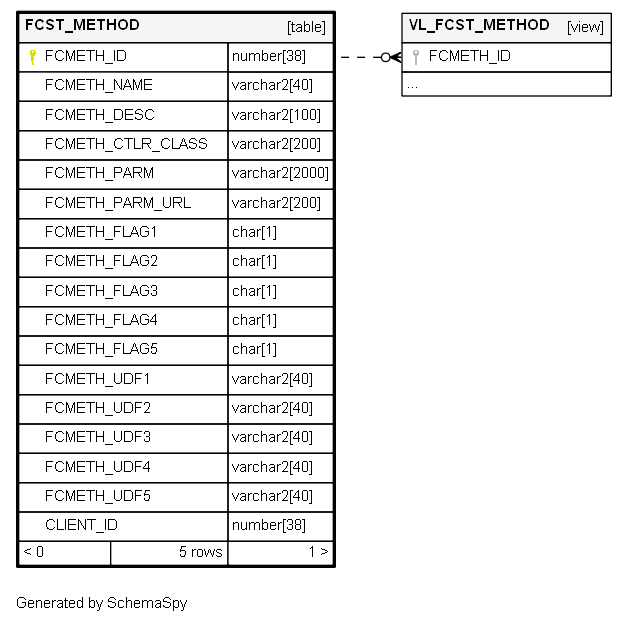 FCST_METHOD [table]
FCMETH_ID number[38]
FCMETH_NAME varchar2[40]
FCMETH_DESC varchar2[100]
FCMETH_CTLR_CLASS varchar2[200]
FCMETH_PARM varchar2[2000]
FCMETH_PARM_URL varchar2[200]
FCMETH_FLAG1 char[1]
FCMETH_FLAG2 char[1]
FCMETH_FLAG3 char[1]
FCMETH_FLAG4 char[1]
FCMETH_FLAG5 char[1]
FCMETH_UDF1 varchar2[40]
FCMETH_UDF2 varchar2[40]
FCMETH_UDF3 varchar2[40]
FCMETH_UDF4 varchar2[40]
FCMETH_UDF5 varchar2[40]
CLIENT_ID number[38]
< 0 5 rows 1 >
VL_FCST_METHOD [view]
FCMETH_ID
...
Generated by SchemaSpy